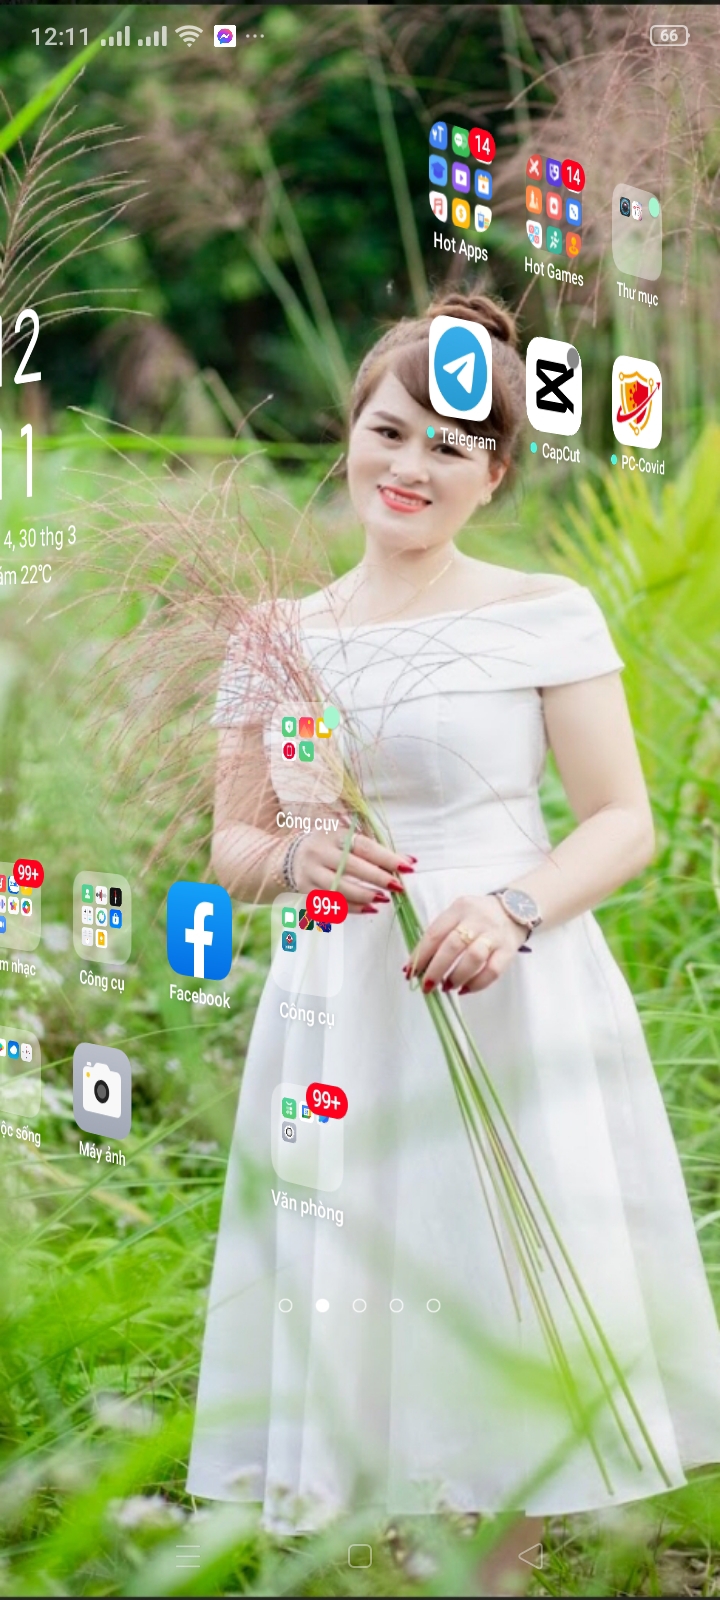 12:11
66
14
14
Hot Apps
Hot Games
Thư mục
12
11
4, 30 thg 3
22°C
Telegram
CapCut
PC-Covid
Công cụv
99+
99+
m nhạc
Công cụ
Facebook
Công cụ
99+
ộc sống
Máy ảnh
Văn phòng